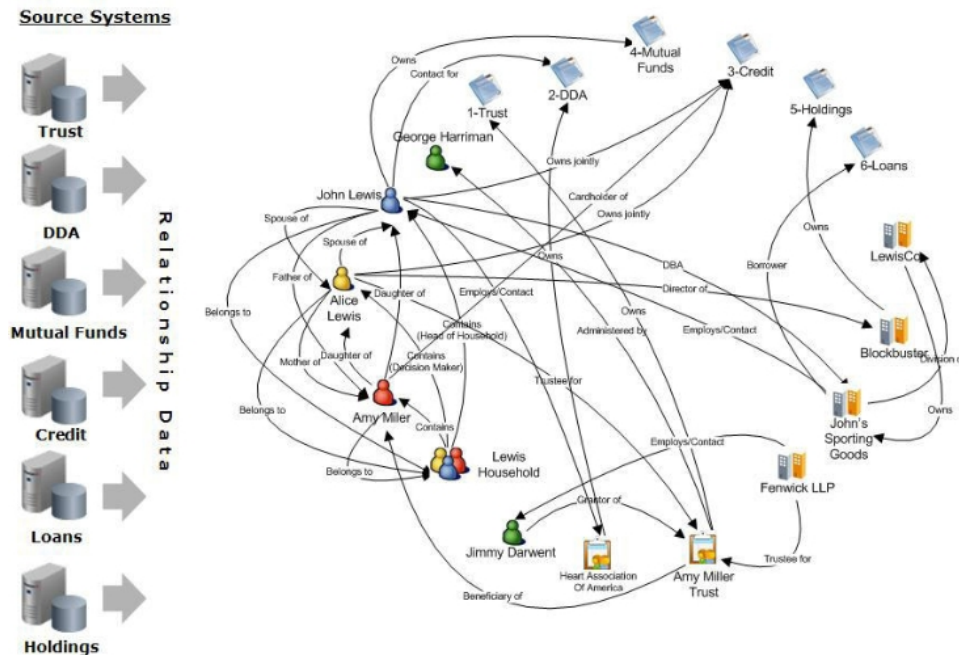 Source Systems
Trust
DDA
Mutual Funds
Credit
Loans
Holdings
Relationship Data
4-Mutual
Funds
3-Credit
2-DDA
1-Trust
5-Holdings
6-Loans
Owns
Contact for
George Harriman
John Lewis
Owns jointly
Cardholder of
Owns jointly
Spouse of
Spouse of
Father of
Alice
Lewis
Daughter of
Belongs to
Employs/Contact
Owns
Contains
(Head of Household)
Contains
(Decision Maker)
Mother of
Daughter of
Amy Miler
Belongs to
Contains
Belongs to
Lewis
Household
Owns
Administered by
Trustee for
DBA
Director of
Employs/Contact
Borrower
Owns
LewisCo
Blockbuster
Division of
Owns
John's
Sporting
Goods
Employs/Contact
Fenwick LLP
Grantor of
Jimmy Darwent
Heart Association
Of America
Amy Miller
Trust
Trustee for
Beneficiary of